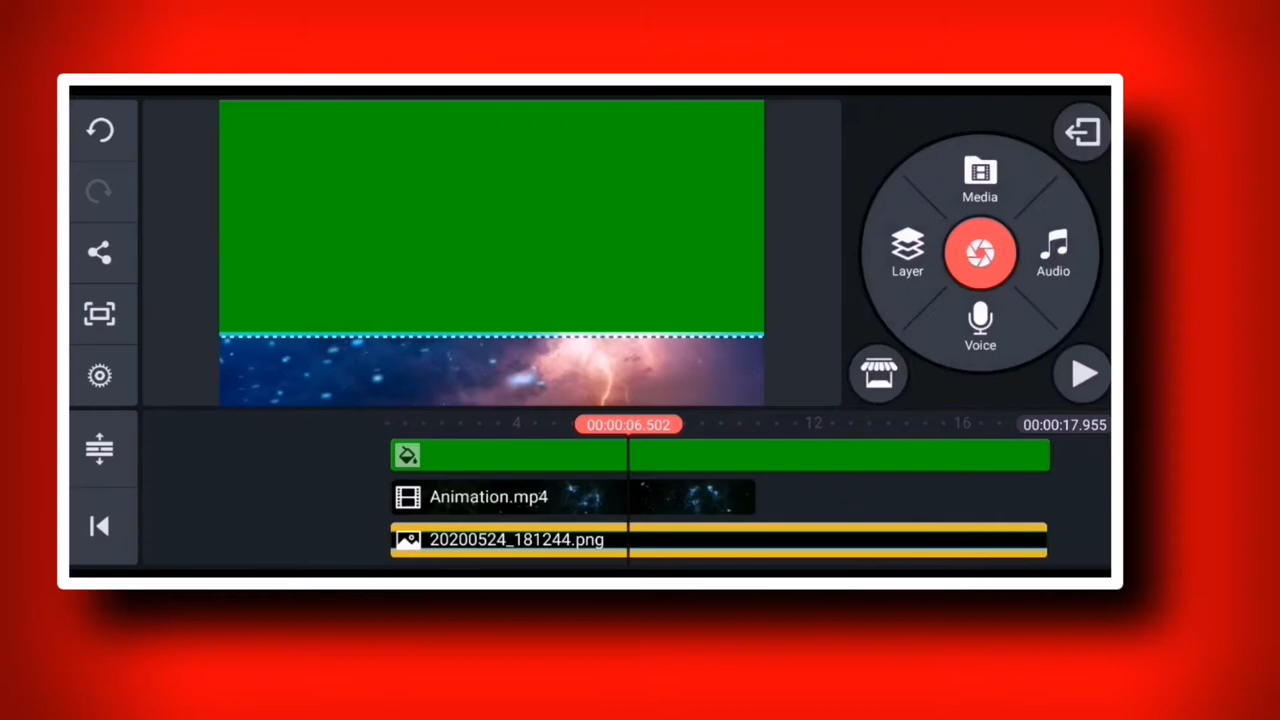 Media
Layer
Audio
Voice
4
00:00:06.502
12
16
00:00:17.955
Animation.mp4
20200524_181244.png